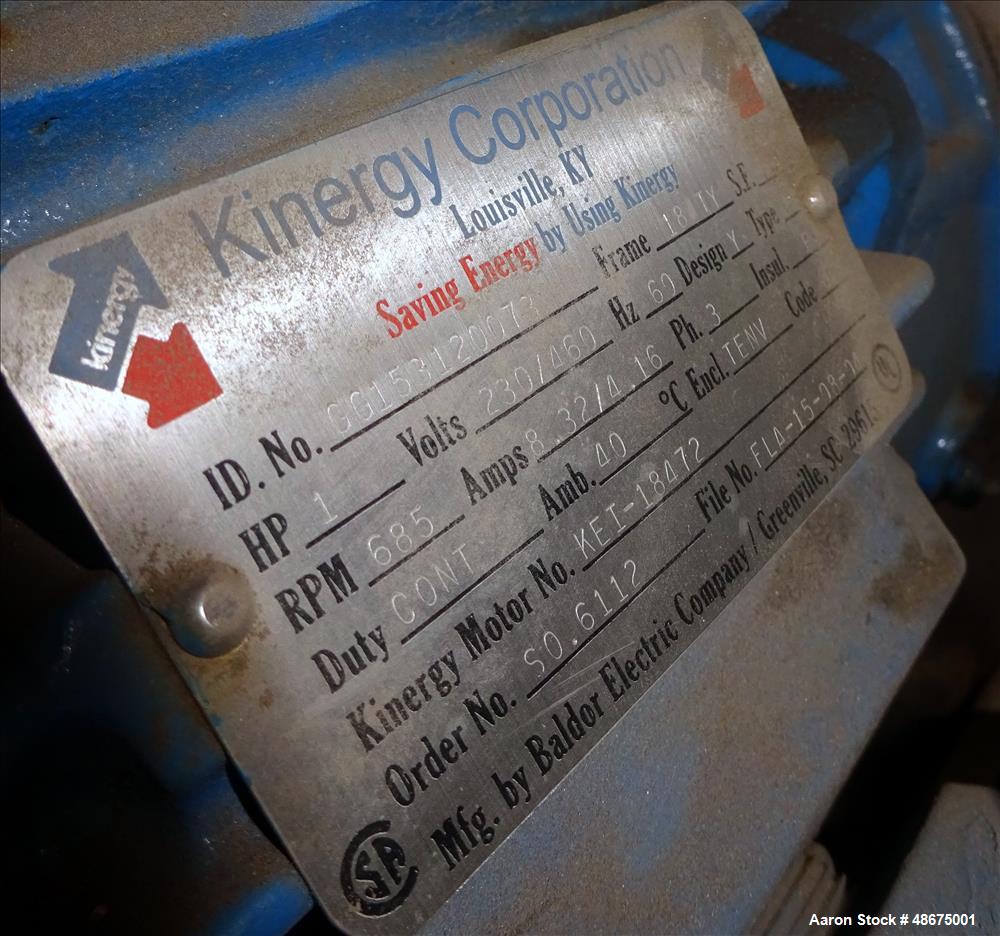 Kinergy Corporation
Louisville, KY
Saving Energy by Using Kinergy
kinergy
ID. No. Frame S.F.
HP 1 Volts 230/460 Hz 60 Design Y Type
RPM 685 Amps 8.32/4.16 Ph. 3 Insul.
Duty CONT Amb. 40 °C Encl. TENV Code
Kinergy Motor No. KEI-18472
Order No. SO.6112 File No.
Mfg. by Baldor Electric Company / Greenville, SC 29615
SA
UL
Aaron Stock # 48675001